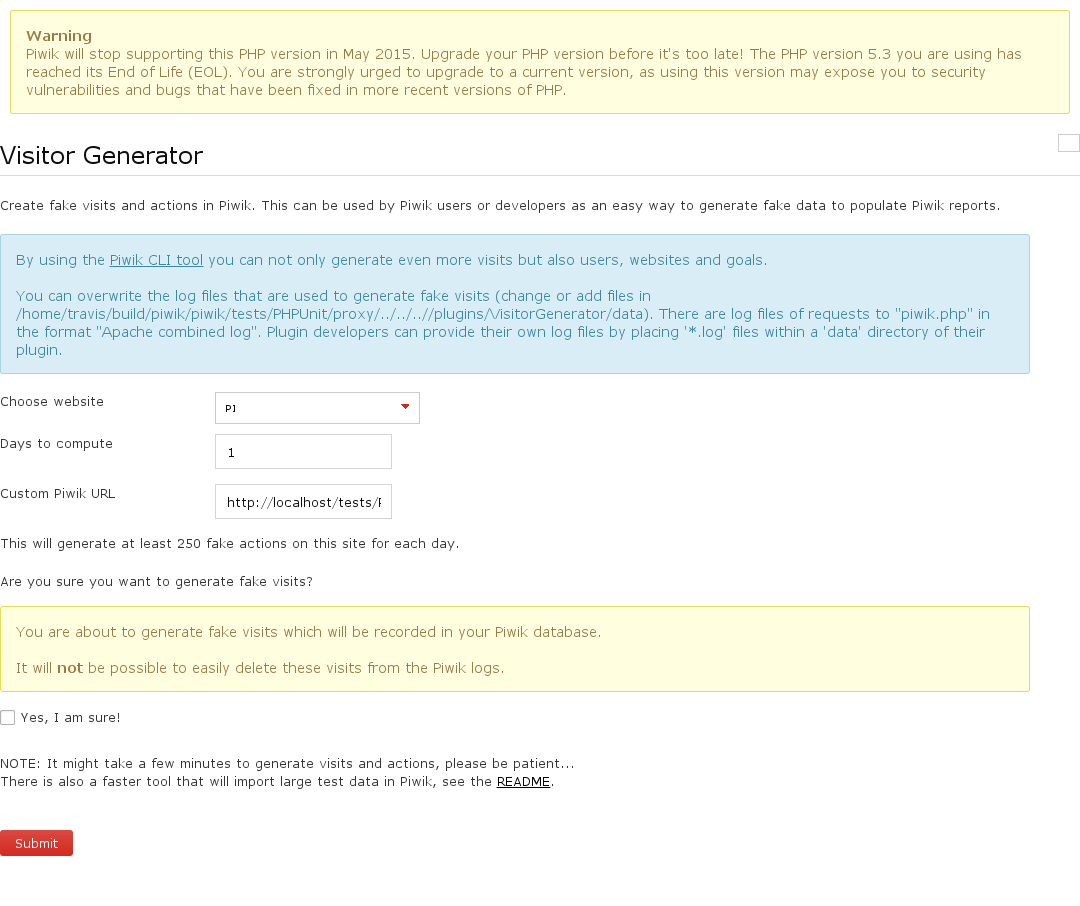 Warning
Piwik will stop supporting this PHP version in May 2015. Upgrade your PHP version before it's too late! The PHP version 5.3 you are using has
reached its End of Life (EOL). You are strongly urged to upgrade to a current version, as using this version may expose you to security
vulnerabilities and bugs that have been fixed in more recent versions of PHP.
Visitor Generator
Create fake visits and actions in Piwik. This can be used by Piwik users or developers as an easy way to generate fake data to populate Piwik reports.
By using the Piwik CLI tool you can not only generate even more visits but also users, websites and goals.
You can overwrite the log files that are used to generate fake visits (change or add files in
/home/travis/build/piwik/piwik/tests/PHPUnit/proxy/../../..//plugins/VisitorGenerator/data). There are log files of requests to "piwik.php" in
the format "Apache combined log". Plugin developers can provide their own log files by placing '*.log' files within a 'data' directory of their
plugin.
Choose website
PI
Days to compute
1
Custom Piwik URL
http://localhost/tests/P
This will generate at least 250 fake actions on this site for each day.
Are you sure you want to generate fake visits?
You are about to generate fake visits which will be recorded in your Piwik database.
It will not be possible to easily delete these visits from the Piwik logs.
Yes, I am sure!
NOTE: It might take a few minutes to generate visits and actions, please be patient...
There is also a faster tool that will import large test data in Piwik, see the README.
Submit